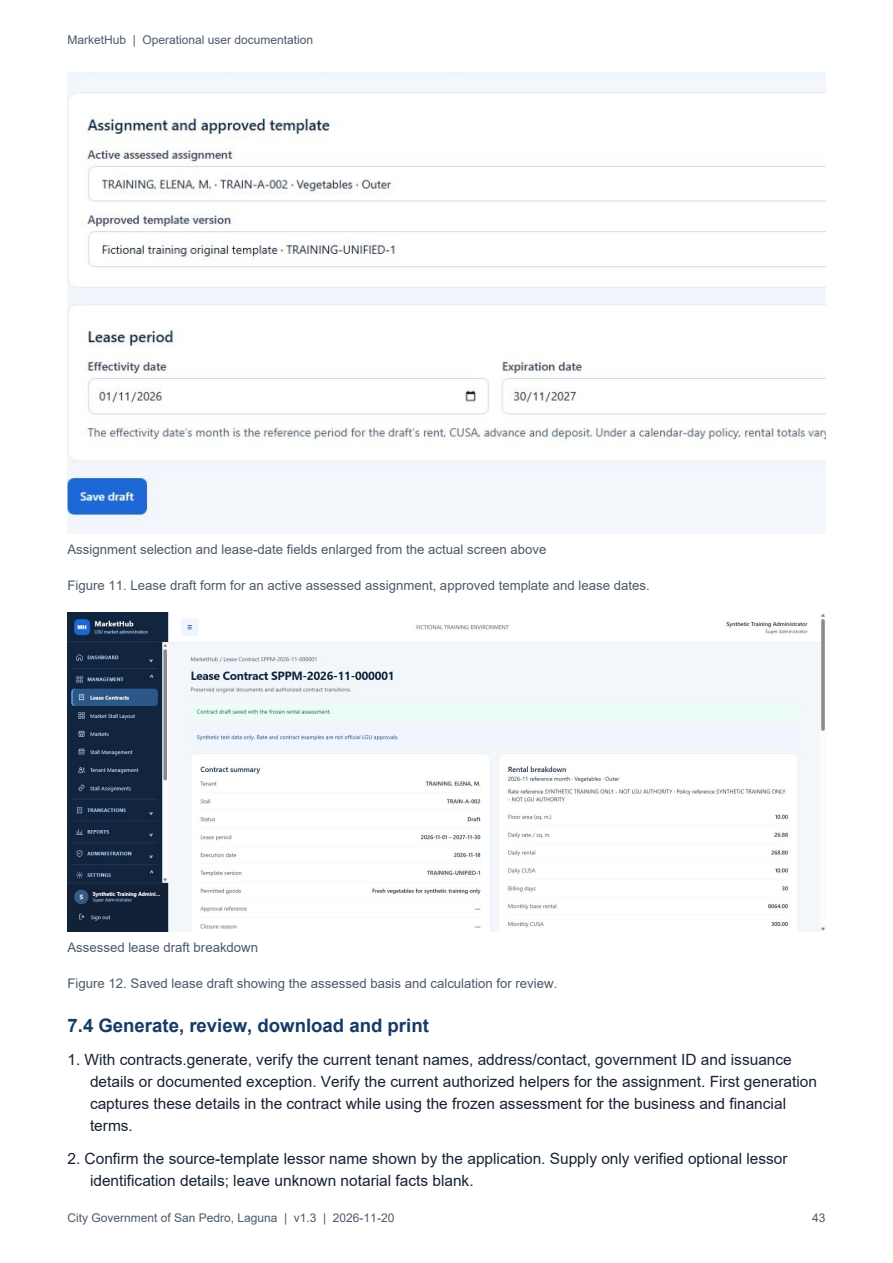 MarketHub | Operational user documentation
Assignment and approved template
Active assessed assignment
TRAINING, ELENA, M. · TRAIN-A-002 · Vegetables · Outer
Approved template version
Fictional training original template · TRAINING-UNIFIED-1
Lease period
Effectivity date
Expiration date
01/11/2026
30/11/2027
The effectivity date's month is the reference period for the draft's rent, CUSA, advance and deposit. Under a calendar-day policy, rental totals vary
Save draft
Assignment selection and lease-date fields enlarged from the actual screen above
Figure 11. Lease draft form for an active assessed assignment, approved template and lease dates.
MH
MarketHub
LGU market administration
DASHBOARD
MANAGEMENT
Lease Contracts
Market Stall Layout
Markets
Stall Management
Tenant Management
Stall Assignments
TRANSACTIONS
REPORTS
ADMINISTRATION
SETTINGS
S
Synthetic Training Admini...
Super Administrator
Sign out
FICTIONAL TRAINING ENVIRONMENT
Synthetic Training Administrator
Super Administrator
MarketHub / Lease Contract SPPM-2026-11-000001
Lease Contract SPPM-2026-11-000001
Preserved original documents and authorized contract transitions.
Contract draft saved with the frozen rental assessment.
Synthetic test data only. Rate and contract examples are not official LGU approvals.
Contract summary
Tenant TRAINING, ELENA, M.
Stall TRAIN-A-002
Status Draft
Lease period 2026-11-01 – 2027-11-30
Execution date 2026-11-18
Template version TRAINING-UNIFIED-1
Permitted goods Fresh vegetables for synthetic training only
Approval reference —
Closure reason —
Rental breakdown
2026-11 reference month · Vegetables · Outer
Rate reference SYNTHETIC TRAINING ONLY - NOT LGU AUTHORITY · Policy reference SYNTHETIC TRAINING ONLY
- NOT LGU AUTHORITY
Floor area (sq. m.) 10.00
Daily rate / sq. m. 26.88
Daily rental 268.80
Daily CUSA 10.00
Billing days 30
Monthly base rental 8064.00
Monthly CUSA 300.00
Assessed lease draft breakdown
Figure 12. Saved lease draft showing the assessed basis and calculation for review.
7.4 Generate, review, download and print
1. With contracts.generate, verify the current tenant names, address/contact, government ID and issuance
details or documented exception. Verify the current authorized helpers for the assignment. First generation
captures these details in the contract while using the frozen assessment for the business and financial
terms.
2. Confirm the source-template lessor name shown by the application. Supply only verified optional lessor
identification details; leave unknown notarial facts blank.
City Government of San Pedro, Laguna | v1.3 | 2026-11-20
43